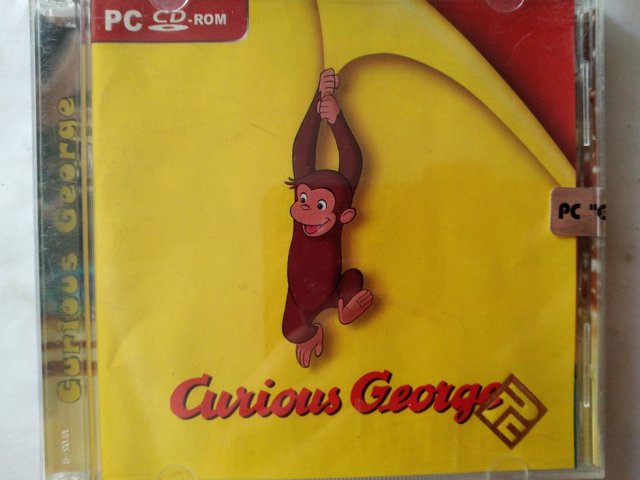 PC CD-ROM
Curious George
PC "
Curious George